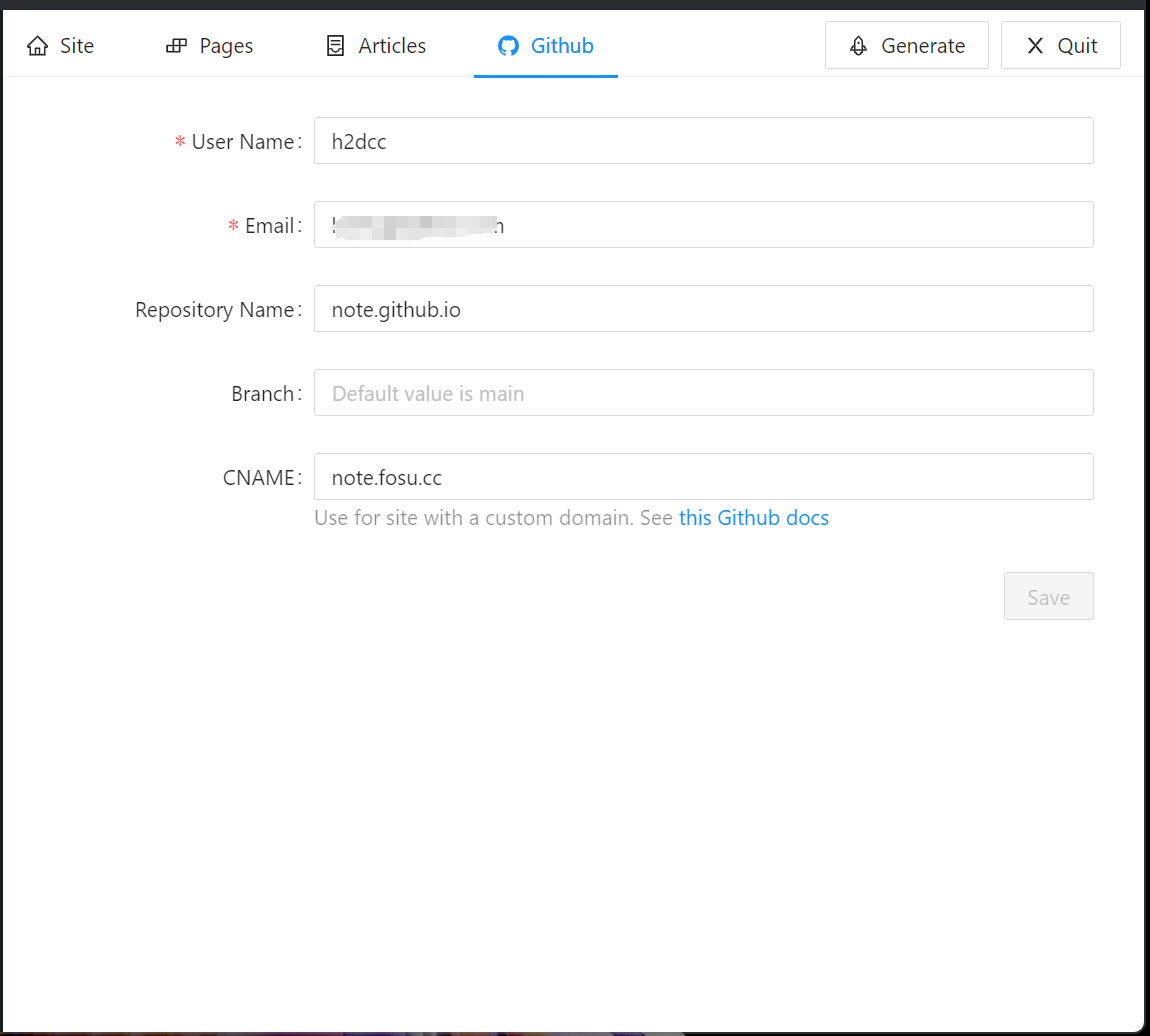 Site Pages Articles Github Generate Quit
* User Name: h2dcc
* Email:
Repository Name: note.github.io
Branch: Default value is main
CNAME: note.fosu.cc
Use for site with a custom domain. See this Github docs
Save